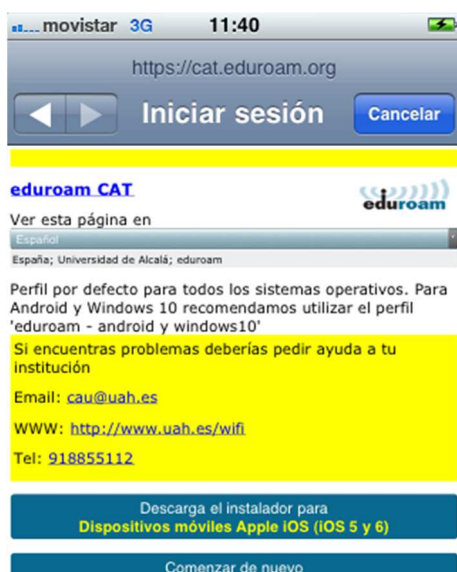 movistar 3G 11:40
https://cat.eduroam.org
Iniciar sesión Cancelar
eduroam CAT
eduroam
Ver esta página en
Español
España; Universidad de Alcalá; eduroam
Perfil por defecto para todos los sistemas operativos. Para
Android y Windows 10 recomendamos utilizar el perfil
'eduroam - android y windows10'
Si encuentras problemas deberías pedir ayuda a tu
institución
Email: cau@uah.es
WWW: http://www.uah.es/wifi
Tel: 918855112
Descarga el instalador para
Dispositivos móviles Apple iOS (iOS 5 y 6)
Comenzar de nuevo